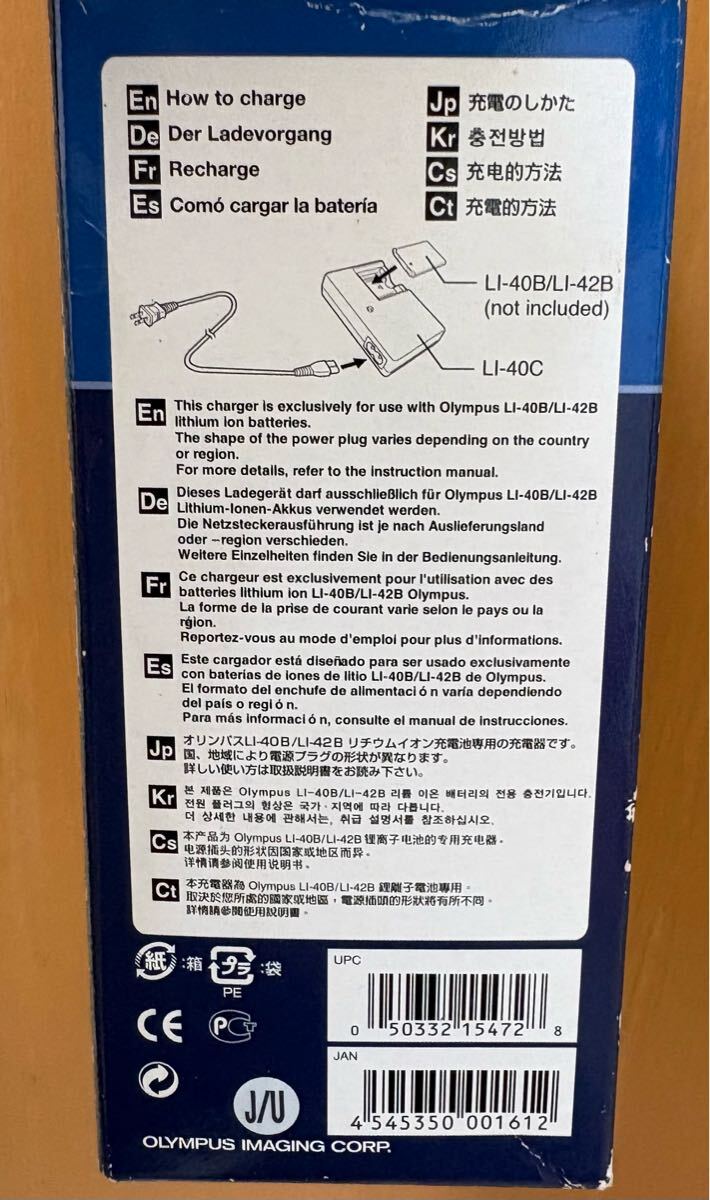 En How to charge
De Der Ladevorgang
Fr Recharge
Es Comó cargar la batería
Jp 充電のしかた
Kr 충전방법
Cs 充电的方法
Ct 充電的方法
LI-40B/LI-42B
(not included)
LI-40C
En This charger is exclusively for use with Olympus LI-40B/LI-42B
lithium ion batteries.
The shape of the power plug varies depending on the country
or region.
For more details, refer to the instruction manual.
De Dieses Ladegerät darf ausschließlich für Olympus LI-40B/LI-42B
Lithium-Ionen-Akkus verwendet werden.
Die Netzsteckerausführung ist je nach Auslieferungsland
oder –region verschieden.
Weitere Einzelheiten finden Sie in der Bedienungsanleitung.
Fr Ce chargeur est exclusivement pour l'utilisation avec des
batteries lithium ion LI-40B/LI-42B Olympus.
La forme de la prise de courant varie selon le pays ou la
région.
Reportez-vous au mode d'emploi pour plus d'informations.
Es Este cargador está diseñado para ser usado exclusivamente
con baterías de iones de litio LI-40B/LI-42B de Olympus.
El formato del enchufe de alimentación varía dependiendo
del país o región.
Para más información, consulte el manual de instrucciones.
Jp オリンパスLI-40B/LI-42B リチウムイオン充電池専用の充電器です。
国、地域により電源プラグの形状が異なります。
詳しい使い方は取扱説明書をお読み下さい。
Kr 본 제품은 Olympus LI-40B/LI-42B 리튬 이온 배터리의 전용 충전기입니다.
전원 플러그의 형상은 국가·지역에 따라 다릅니다.
더 상세한 내용에 관해서는, 취급 설명서를 참조하십시오.
Cs 本产品为 Olympus LI-40B/LI-42B 锂离子电池的专用充电器。
电源插头的形状因国家或地区而异。
详情请参阅使用说明书。
Ct 本充電器為 Olympus LI-40B/LI-42B 鋰離子電池專用。
取決於您所處的國家或地區，電源插頭的形狀將有所不同。
詳情請參閱使用說明書。
紙 :箱 プラ :袋
PE
CE PCT
J/U
OLYMPUS IMAGING CORP.
UPC
0 50332 15472 8
JAN
4 545350 001612